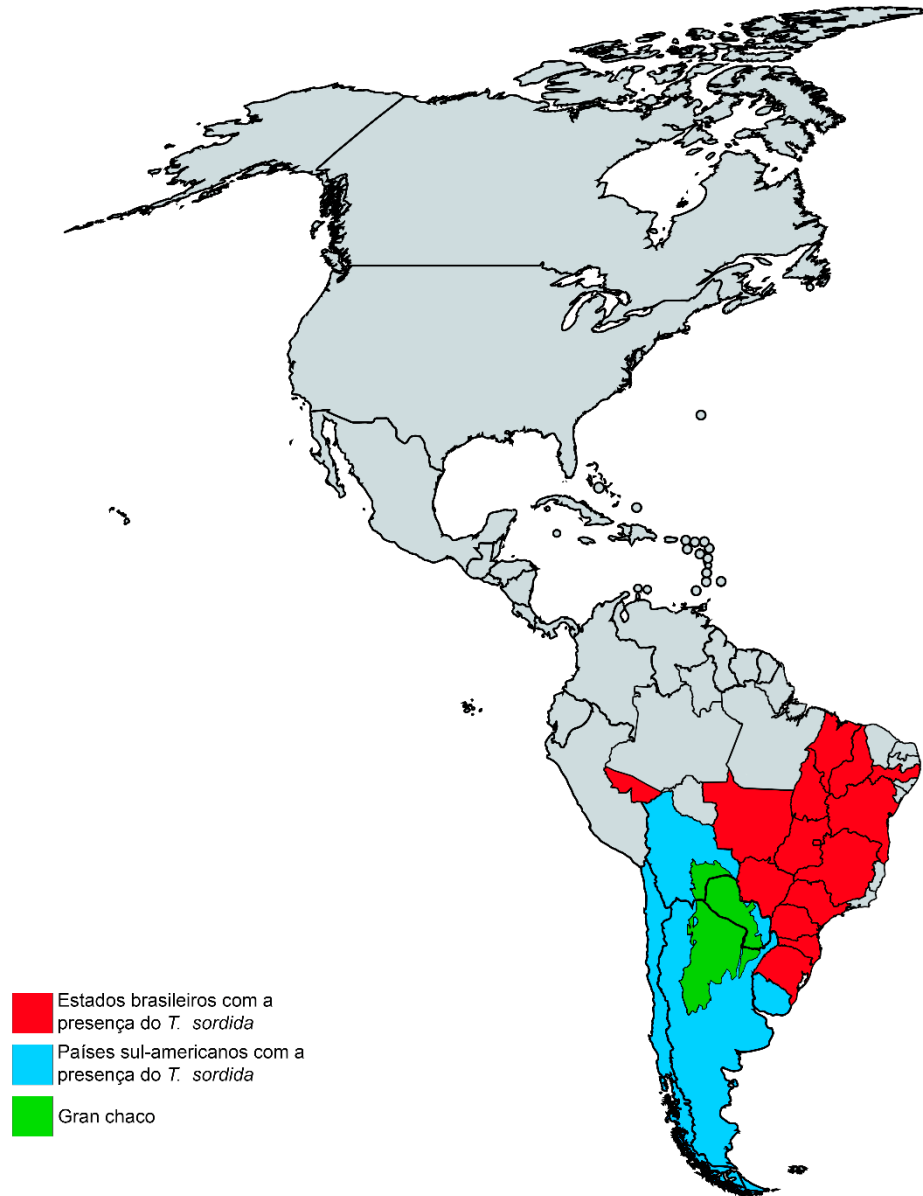 Estados brasileiros com a
presença do T. sordida
Países sul-americanos com a
presença do T. sordida
Gran chaco